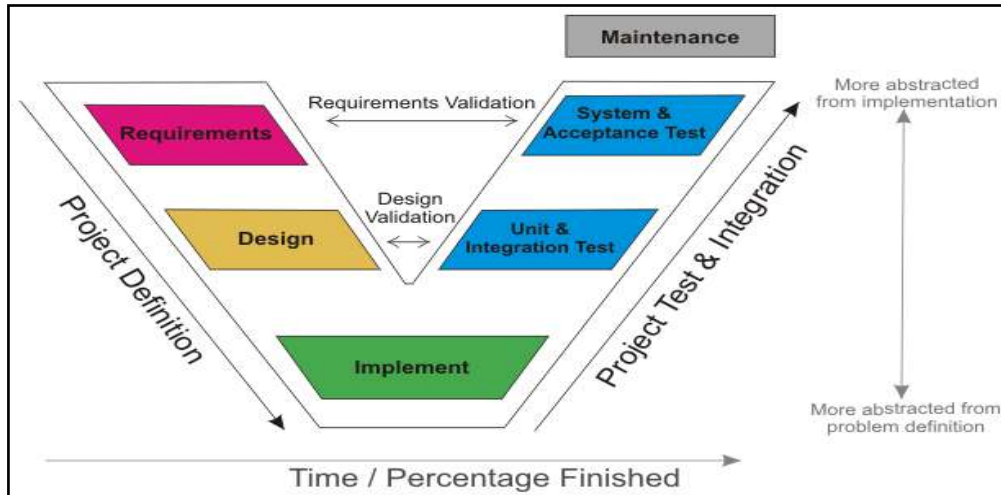 Maintenance
More abstracted
from implementation
Requirements Validation
Requirements
System &
Acceptance Test
Design
Validation
Design
Unit &
Integration Test
Project Definition
Project Test & Integration
Implement
More abstracted from
problem definition
Time / Percentage Finished